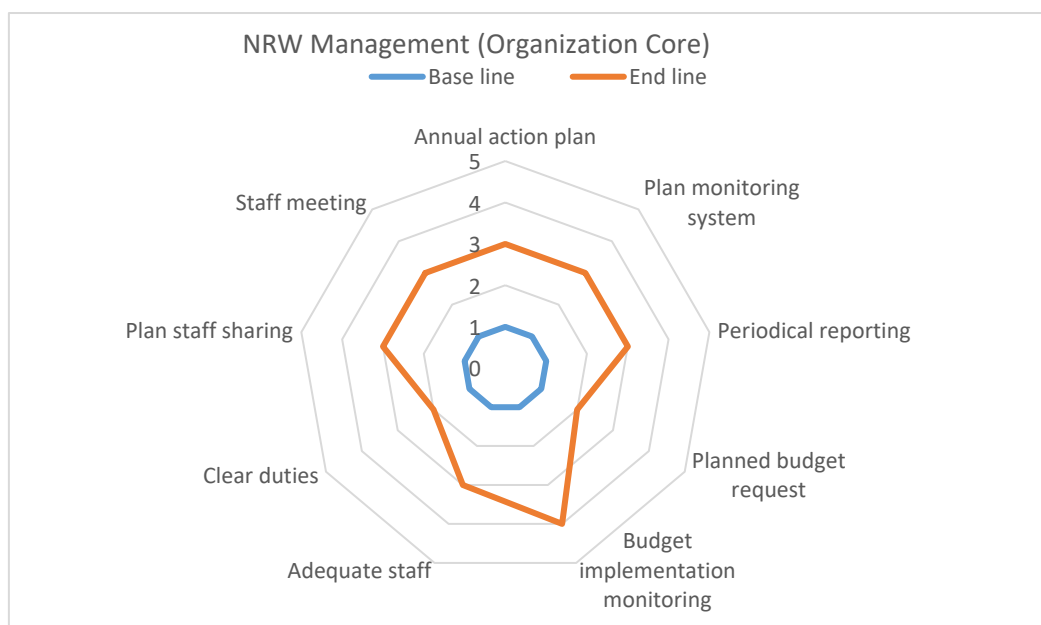 NRW Management (Organization Core)
Base line
End line
Annual action plan
5
4
3
2
1
0
Plan monitoring
system
Periodical reporting
Planned budget
request
Budget
implementation
monitoring
Adequate staff
Clear duties
Plan staff sharing
Staff meeting